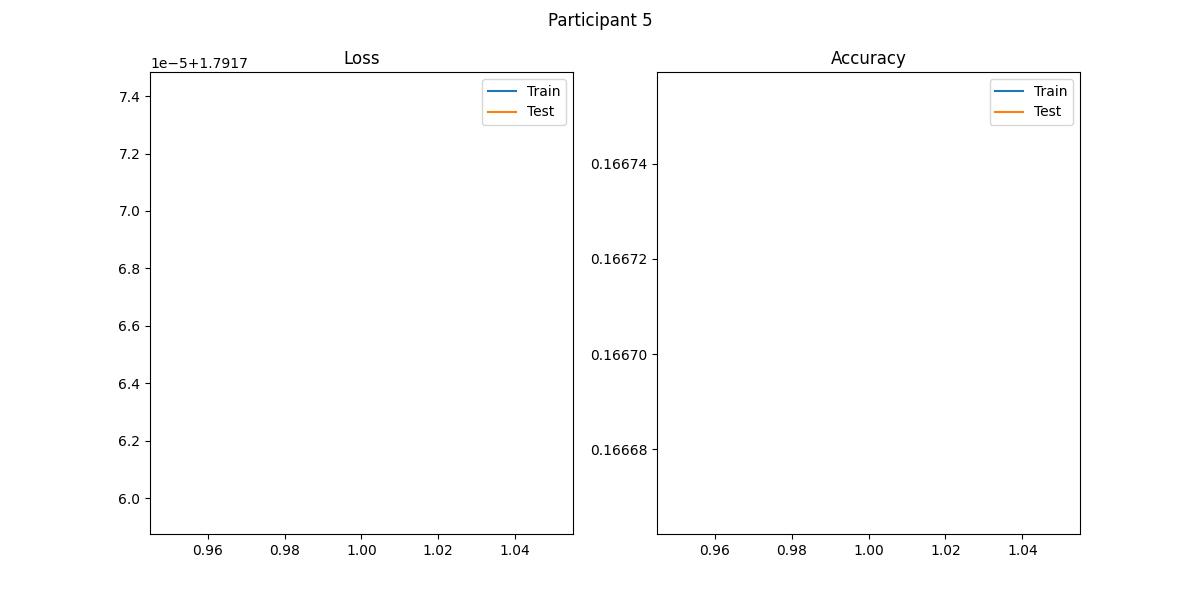 Participant 5
Loss
1e−5+1.7917
7.4
7.2
7.0
6.8
6.6
6.4
6.2
6.0
0.96 0.98 1.00 1.02 1.04
Train
Test
Accuracy
0.16674
0.16672
0.16670
0.16668
0.96 0.98 1.00 1.02 1.04
Train
Test